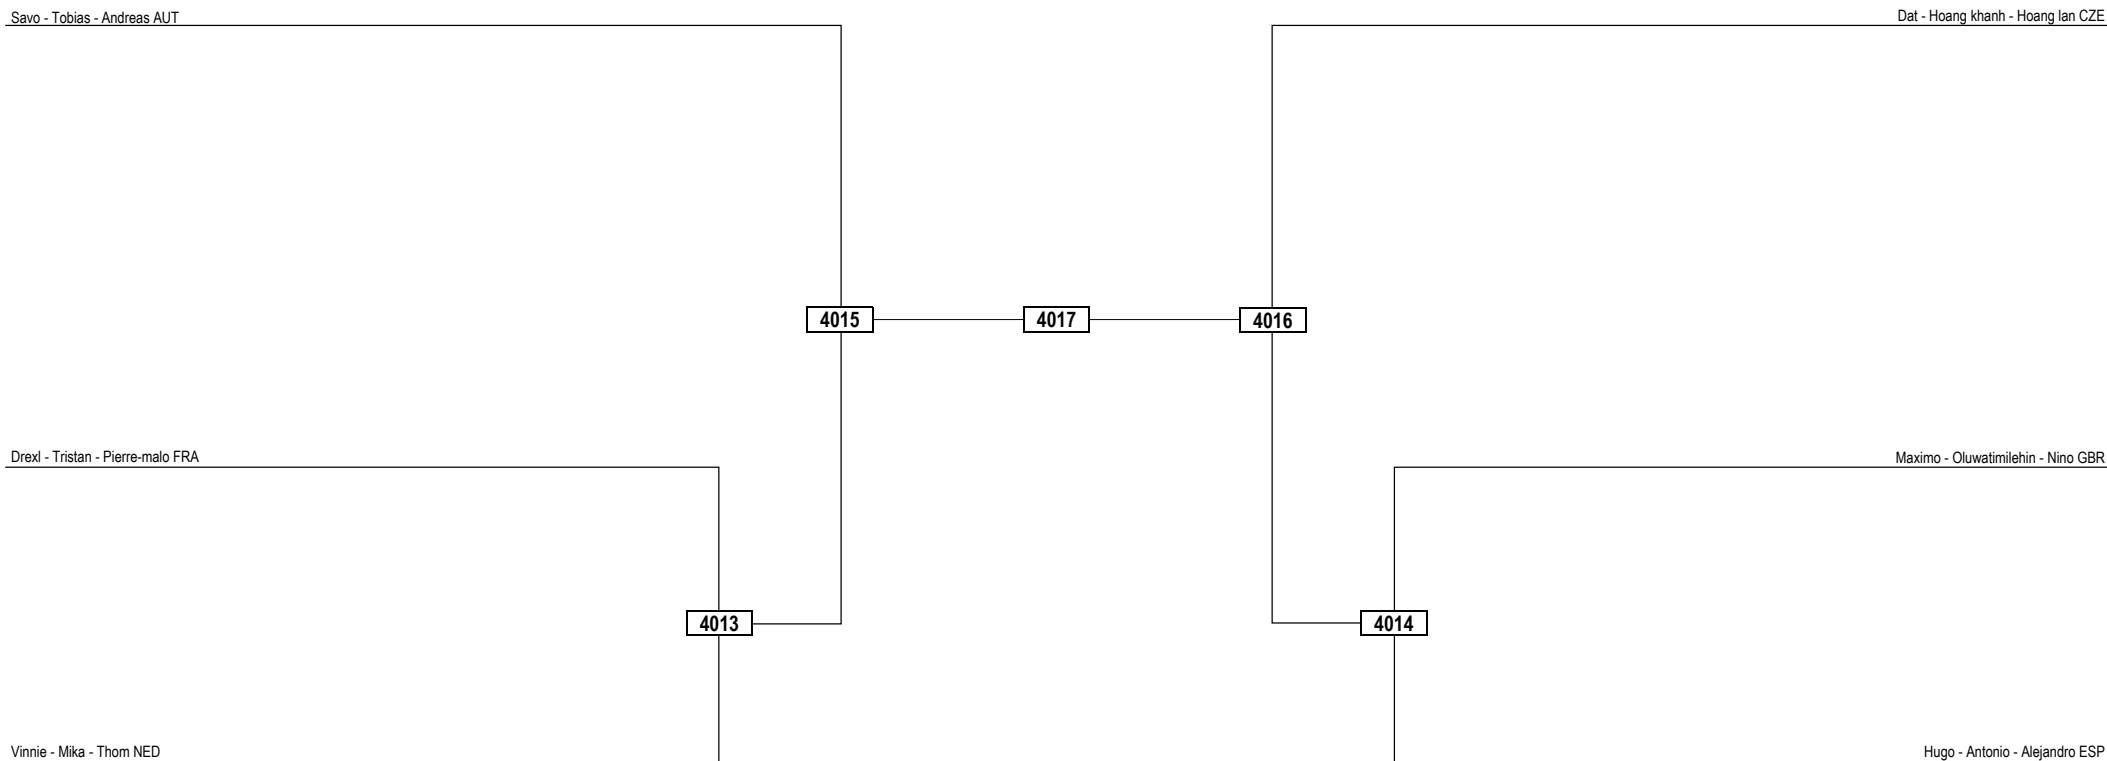 Savo - Tobias - Andreas AUT
Dat - Hoang khanh - Hoang lan CZE
4015
4017
4016
Drexl - Tristan - Pierre-malo FRA
Maximo - Oluwatimilehin - Nino GBR
4013
4014
Vinnie - Mika - Thom NED
Hugo - Antonio - Alejandro ESP